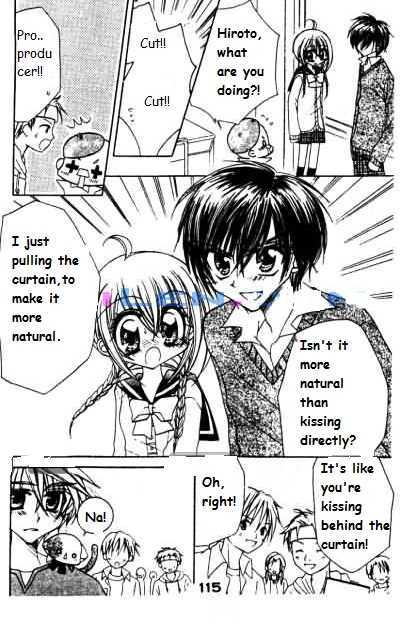 Hiroto,
what
are you
doing?!
Cut!!
Cut!!
Pro..
produ
cer!!
I just
pulling the
curtain,to
make it
more
natural.
Isn't it
more
natural
than
kissing
directly?
It's like
you're
kissing
behind the
curtain!
Oh,
right!
Na!
115